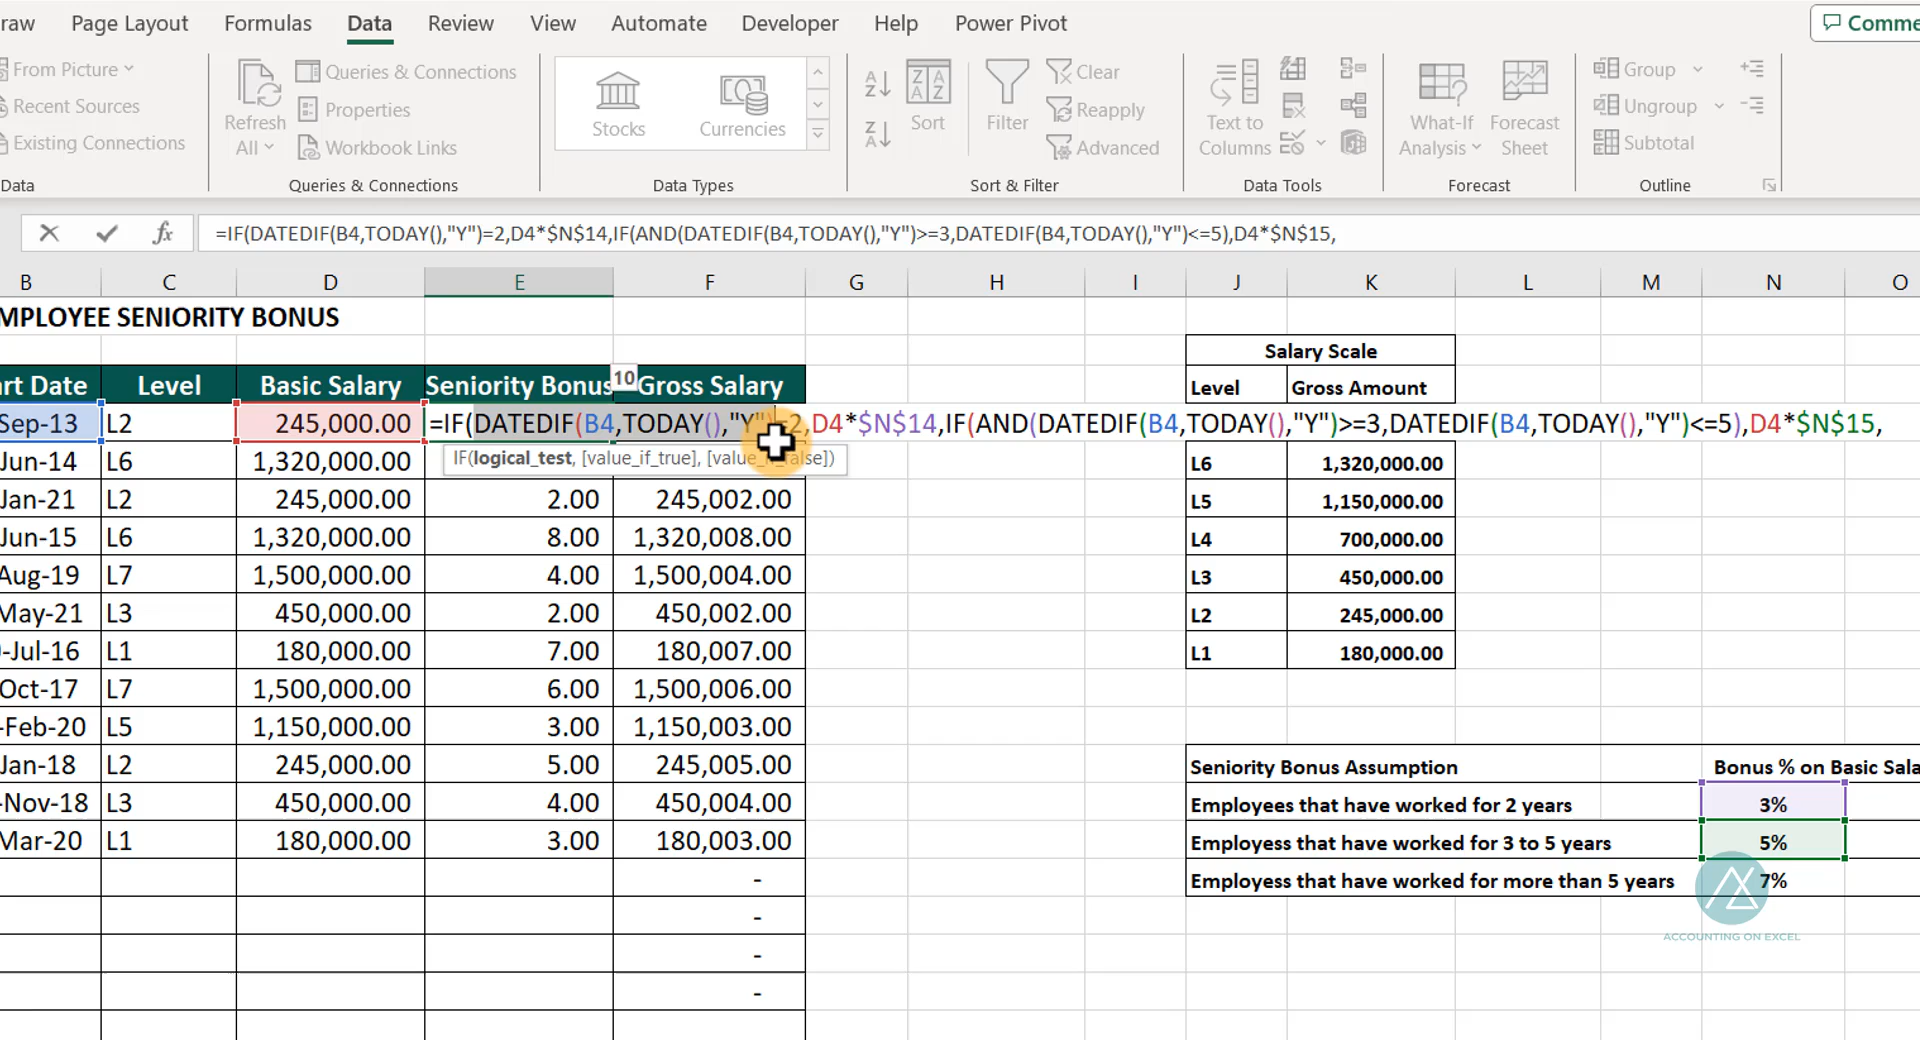 raw Page Layout Formulas Data Review View Automate Developer Help Power Pivot Comme
From Picture
Recent Sources
Existing Connections
Data
Refresh All
Queries & Connections
Properties
Workbook Links
Queries & Connections
Stocks
Currencies
Data Types
Sort
Filter
Clear
Reapply
Advanced
Sort & Filter
Text to Columns
Data Tools
What-If Analysis
Forecast Sheet
Forecast
Group
Ungroup
Subtotal
Outline
fx =IF(DATEDIF(B4,TODAY(),"Y")=2,D4*$N$14,IF(AND(DATEDIF(B4,TODAY(),"Y")>=3,DATEDIF(B4,TODAY(),"Y")<=5),D4*$N$15,
B C D E F G H I J K L M N O
MPLOYEE SENIORITY BONUS
Salary Scale
rt Date Level Basic Salary Seniority Bonus 10 Gross Salary Level Gross Amount
Sep-13 L2 245,000.00 =IF(DATEDIF(B4,TODAY(),"Y")=2,D4*$N$14,IF(AND(DATEDIF(B4,TODAY(),"Y")>=3,DATEDIF(B4,TODAY(),"Y")<=5),D4*$N$15,
IF(logical_test, [value_if_true], [value_if_false])
Jun-14 L6 1,320,000.00 L6 1,320,000.00
Jan-21 L2 245,000.00 2.00 245,002.00 L5 1,150,000.00
Jun-15 L6 1,320,000.00 8.00 1,320,008.00 L4 700,000.00
Aug-19 L7 1,500,000.00 4.00 1,500,004.00 L3 450,000.00
May-21 L3 450,000.00 2.00 450,002.00 L2 245,000.00
-Jul-16 L1 180,000.00 7.00 180,007.00 L1 180,000.00
Oct-17 L7 1,500,000.00 6.00 1,500,006.00
-Feb-20 L5 1,150,000.00 3.00 1,150,003.00
Jan-18 L2 245,000.00 5.00 245,005.00 Seniority Bonus Assumption Bonus % on Basic Sala
-Nov-18 L3 450,000.00 4.00 450,004.00 Employees that have worked for 2 years 3%
Mar-20 L1 180,000.00 3.00 180,003.00 Employess that have worked for 3 to 5 years 5%
- Employess that have worked for more than 5 years 7%
-
ACCOUNTING ON EXCEL
-
-